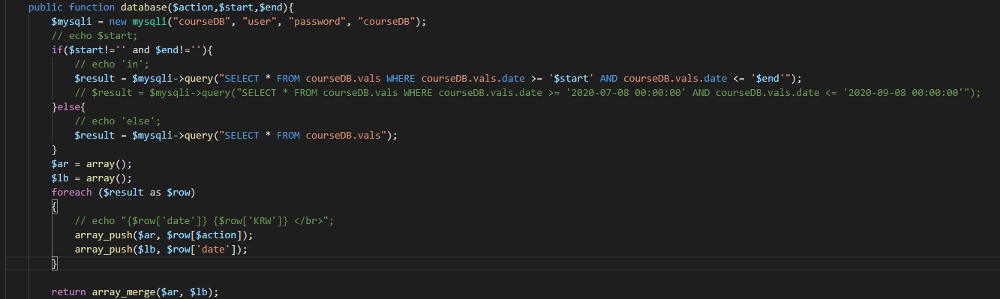 public function database($action,$start,$end){
$mysqli = new mysqli("courseDB", "user", "password", "courseDB");
// echo $start;
if($start!='' and $end!=''){
// echo 'in';
$result = $mysqli->query("SELECT * FROM courseDB.vals WHERE courseDB.vals.date >= '$start' AND courseDB.vals.date <= '$end'");
// $result = $mysqli->query("SELECT * FROM courseDB.vals WHERE courseDB.vals.date >= '2020-07-08 00:00:00' AND courseDB.vals.date <= '2020-09-08 00:00:00'");
}else{
// echo 'else';
$result = $mysqli->query("SELECT * FROM courseDB.vals");
}
$ar = array();
$lb = array();
foreach ($result as $row)
{
// echo "{$row['date']} {$row['KRW']} </br>";
array_push($ar, $row[$action]);
array_push($lb, $row['date']);
}
return array_merge($ar, $lb);